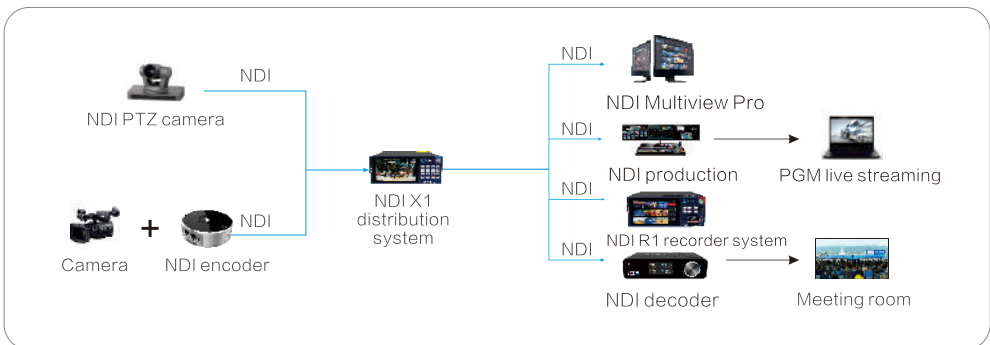 NDI
NDI PTZ camera
NDI
Camera
+
NDI encoder
NDI X1
distribution
system
NDI
NDI Multiview Pro
NDI
NDI production
PGM live streaming
NDI
NDI R1 recorder system
NDI
NDI decoder
Meeting room